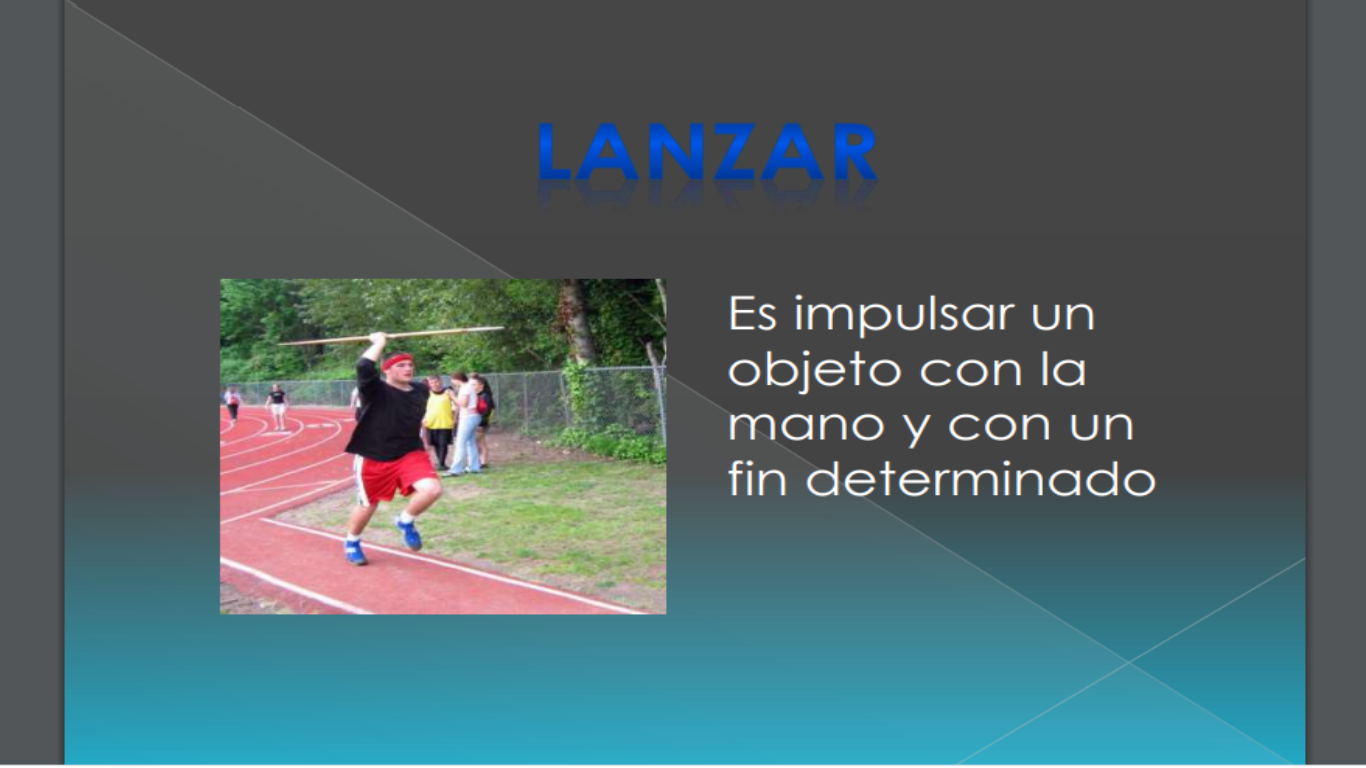 LANZAR
Es impulsar un
objeto con la
mano y con un
fin determinado